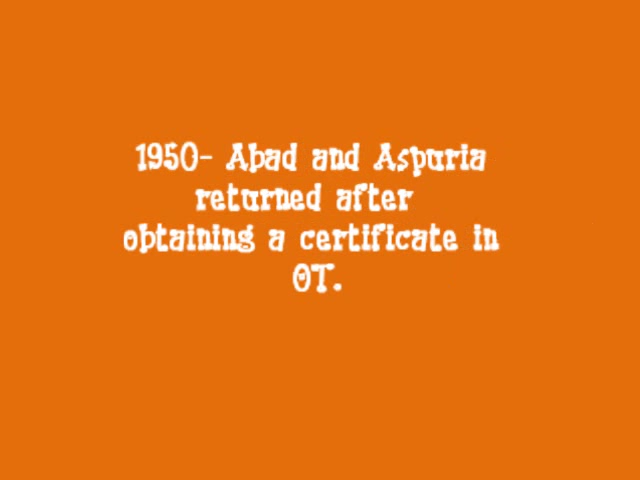 1950- Abad and Aspuria
returned after
obtaining a certificate in
OT.